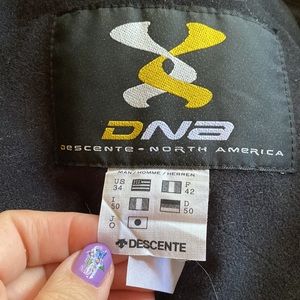 DNA
DESCENTE - NORTH AMERICA
MAN/HOMME/HERREN
US 34 F 42
I 50 D 50
J O
DESCENTE